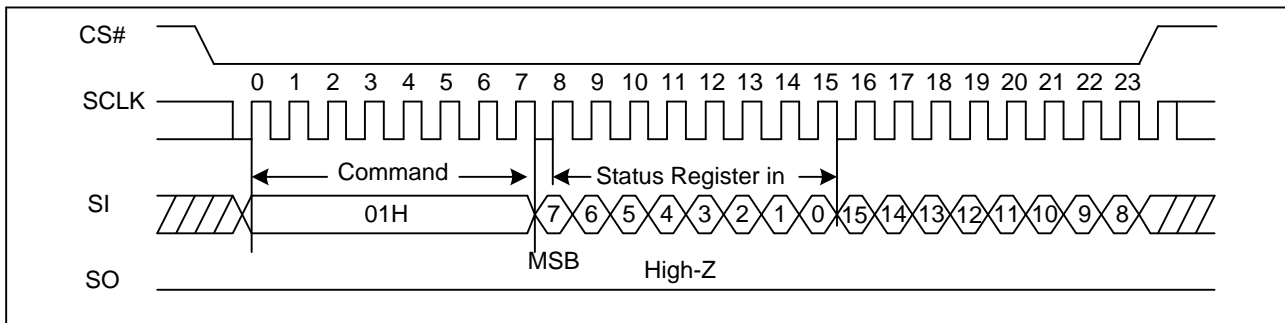 CS#
0 1 2 3 4 5 6 7 8 9 10 11 12 13 14 15 16 17 18 19 20 21 22 23
SCLK
Command Status Register in
SI 01H 7 6 5 4 3 2 1 0 15 14 13 12 11 10 9 8
MSB High-Z
SO